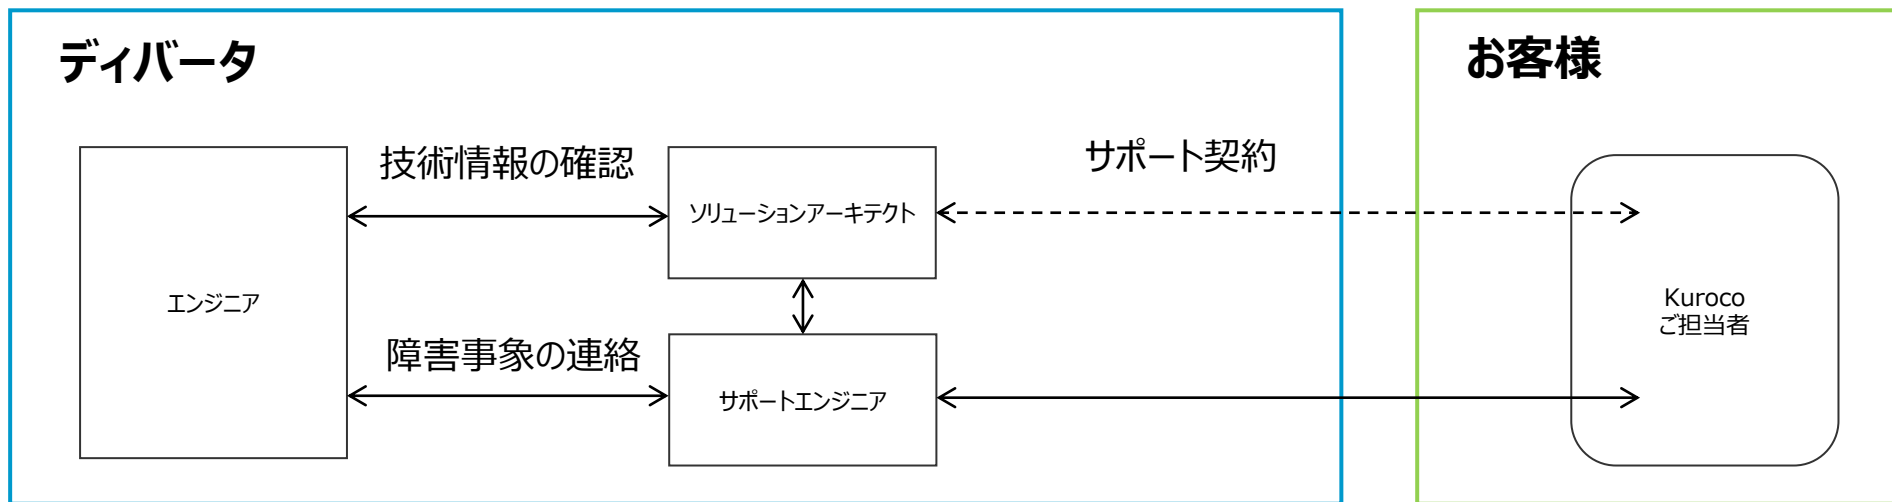 ディバータ
お客様
技術情報の確認
サポート契約
ソリューションアーキテクト
エンジニア
Kuroco
ご担当者
障害事象の連絡
サポートエンジニア